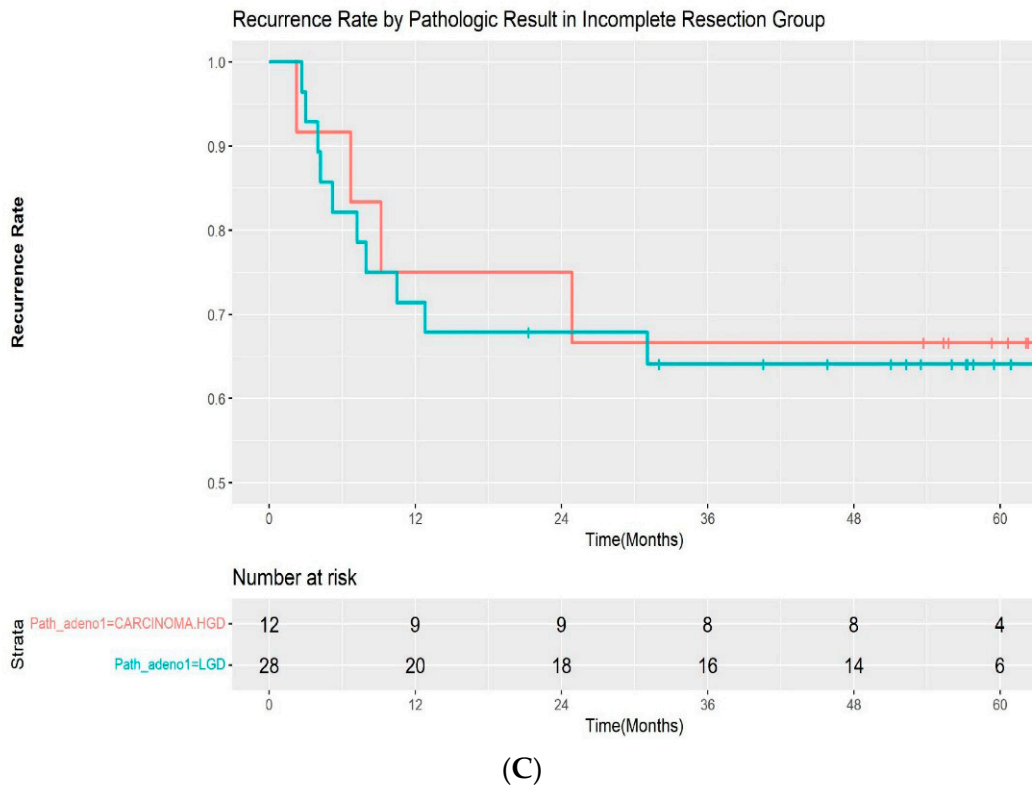 Recurrence Rate by Pathologic Result in Incomplete Resection Group
Recurrence Rate
1.0
0.9
0.8
0.7
0.6
0.5
0 12 24 36 48 60
Time(Months)
Number at risk
Strata
Path_adeno1=CARCINOMA.HGD 12 9 9 8 8 4
Path_adeno1=LGD 28 20 18 16 14 6
0 12 24 36 48 60
Time(Months)
(C)